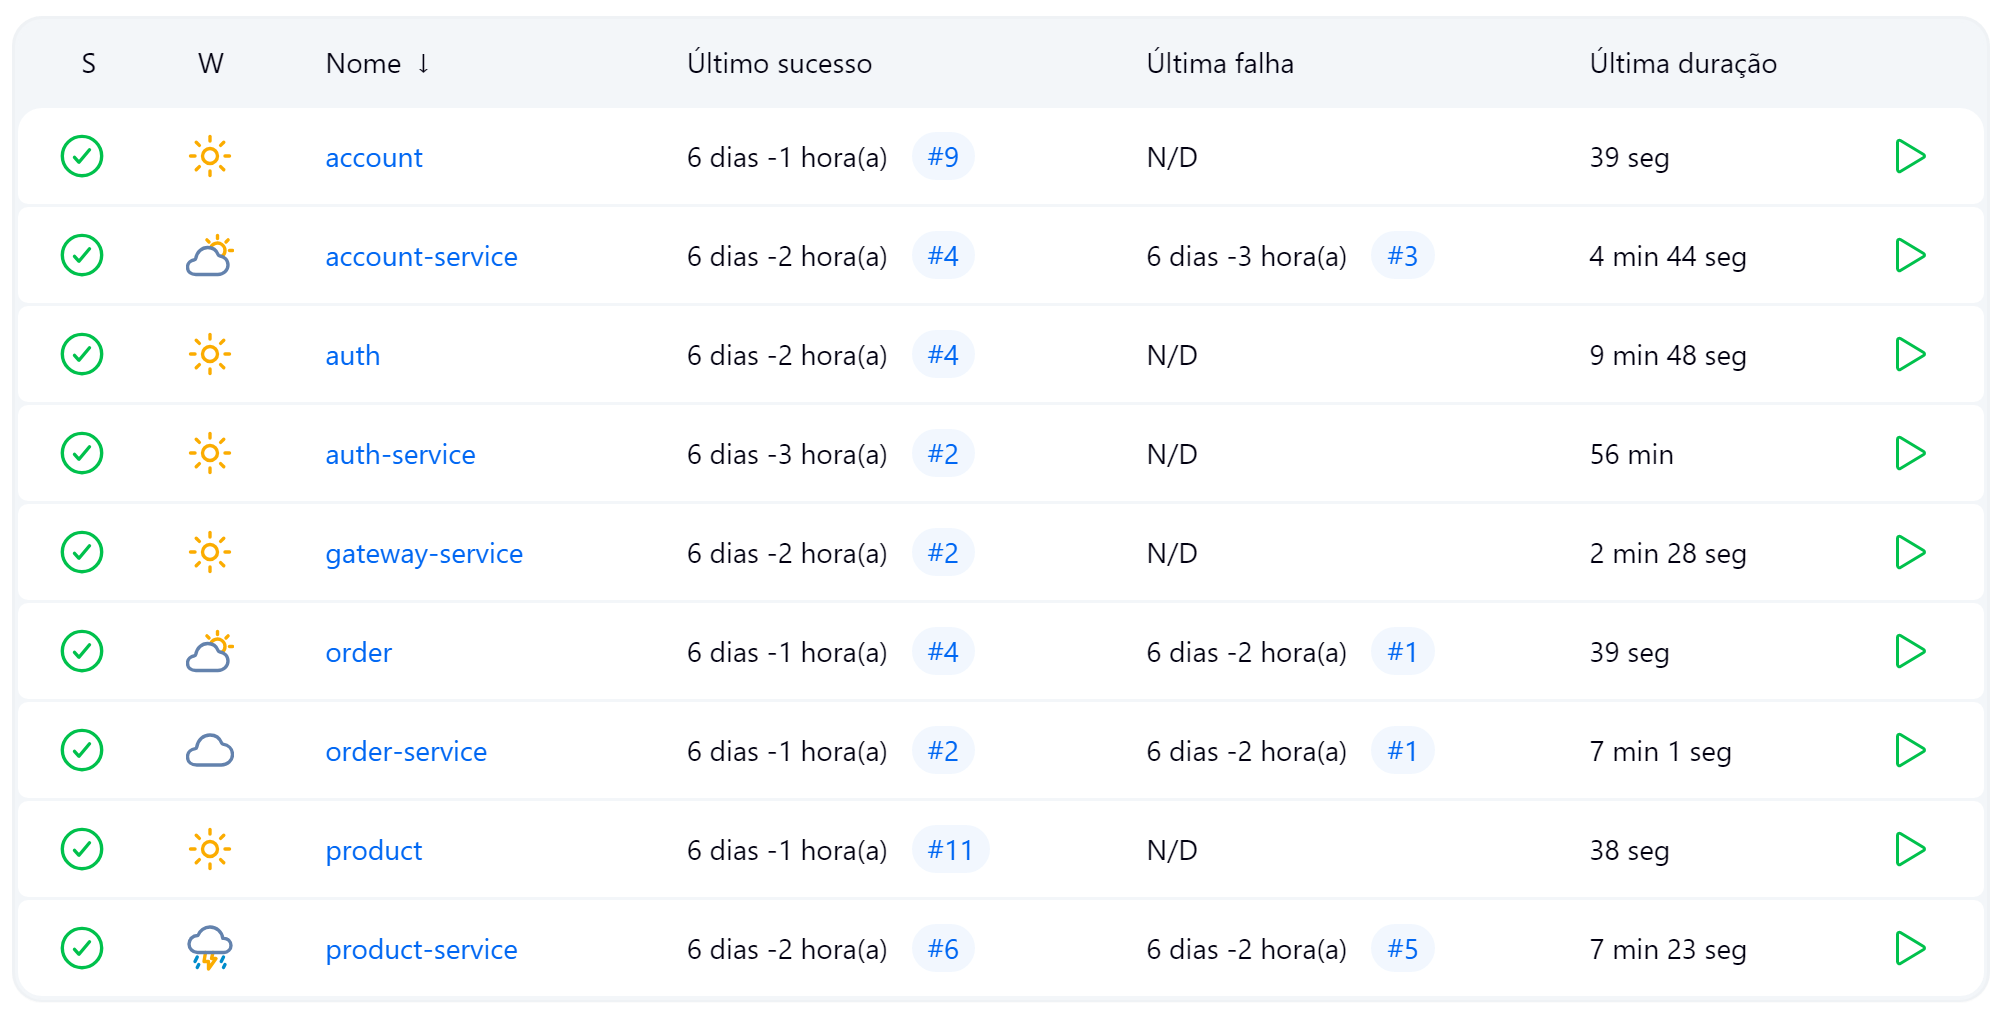 S W Nome ↓ Último sucesso Última falha Última duração
account 6 dias -1 hora(a) #9 N/D 39 seg
account-service 6 dias -2 hora(a) #4 6 dias -3 hora(a) #3 4 min 44 seg
auth 6 dias -2 hora(a) #4 N/D 9 min 48 seg
auth-service 6 dias -3 hora(a) #2 N/D 56 min
gateway-service 6 dias -2 hora(a) #2 N/D 2 min 28 seg
order 6 dias -1 hora(a) #4 6 dias -2 hora(a) #1 39 seg
order-service 6 dias -1 hora(a) #2 6 dias -2 hora(a) #1 7 min 1 seg
product 6 dias -1 hora(a) #11 N/D 38 seg
product-service 6 dias -2 hora(a) #6 6 dias -2 hora(a) #5 7 min 23 seg